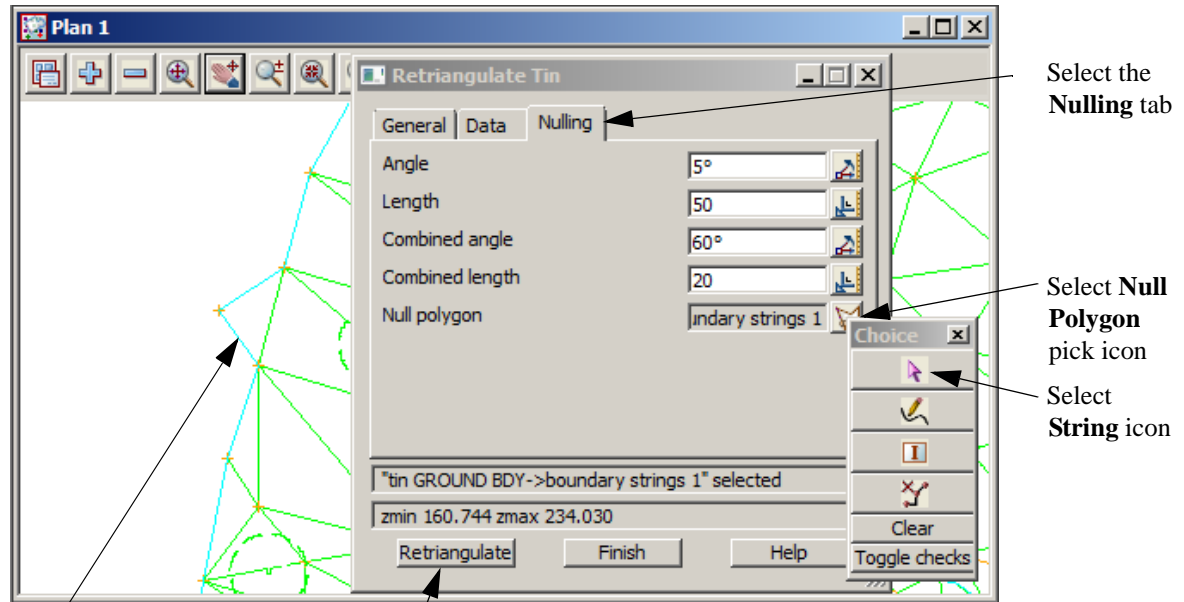 Plan 1
Retriangulate Tin
General Data Nulling
Angle 5°
Length 50
Combined angle 60°
Combined length 20
Null polygon undary strings 1
"tin GROUND BDY->boundary strings 1" selected
zmin 160.744 zmax 234.030
Retriangulate Finish Help
Choice
I
Clear
Toggle checks
Select the
Nulling tab
Select Null
Polygon
pick icon
Select
String icon